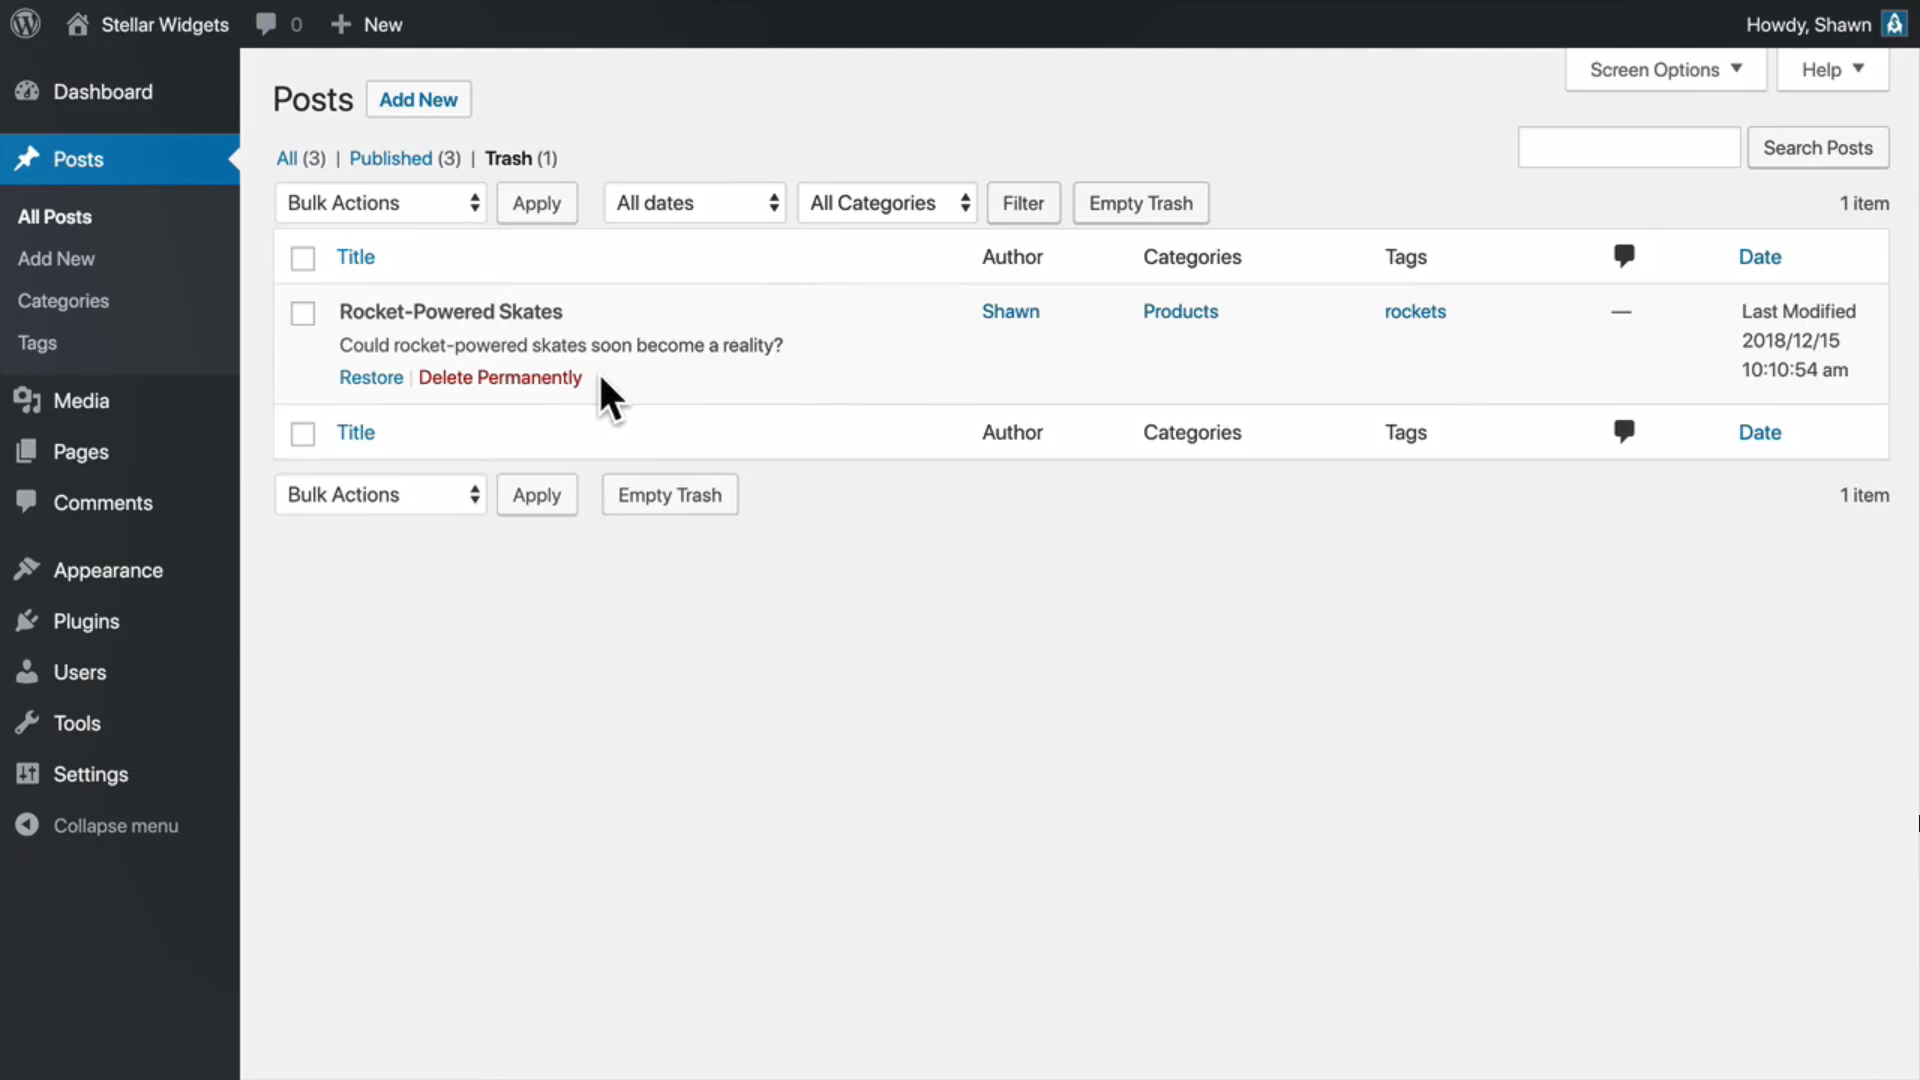 Stellar Widgets 0 New Howdy, Shawn
Screen Options Help
Dashboard
Posts Add New
Search Posts
Posts
All (3) | Published (3) | Trash (1)
Bulk Actions Apply All dates All Categories Filter Empty Trash 1 item
All Posts
Add New
Categories
Tags
Title Author Categories Tags Date
Rocket-Powered Skates Shawn Products rockets — Last Modified
Could rocket-powered skates soon become a reality? 2018/12/15
Restore | Delete Permanently 10:10:54 am
Media
Title Author Categories Tags Date
Pages
Bulk Actions Apply Empty Trash 1 item
Comments
Appearance
Plugins
Users
Tools
Settings
Collapse menu